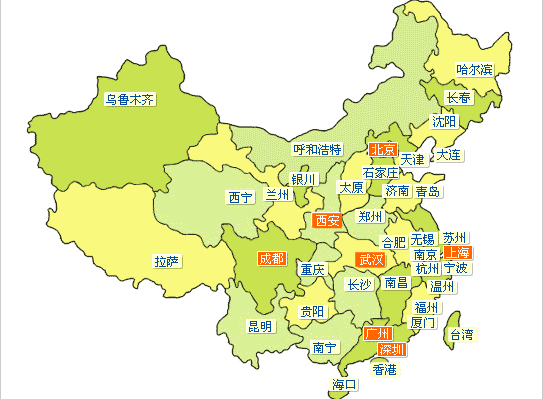 哈尔滨
乌鲁木齐
长春
沈阳
呼和浩特
北京
天津
大连
石家庄
银川
太原
济南
青岛
西宁
兰州
西安
郑州
合肥
无锡
苏州
拉萨
成都
重庆
武汉
南京
上海
杭州
宁波
长沙
南昌
温州
贵阳
福州
昆明
厦门
南宁
广州
台湾
深圳
香港
海口